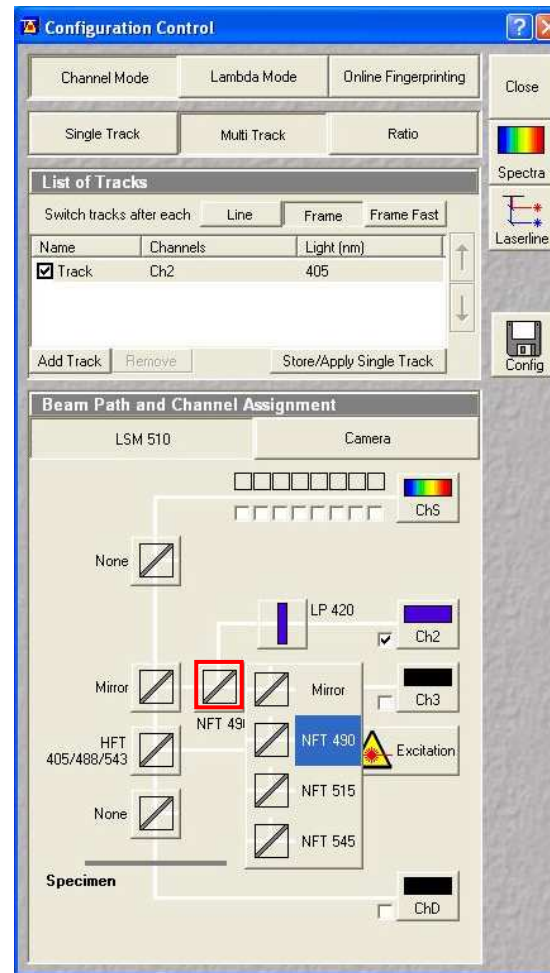 Configuration Control
Channel Mode Lambda Mode Online Fingerprinting
Close
Single Track Multi Track Ratio
Spectra
List of Tracks
Switch tracks after each Line Frame Frame Fast
Laserline
Name Channels Light (nm)
Track Ch2 405
Add Track Remove Store/Apply Single Track
Config
Beam Path and Channel Assignment
LSM 510 Camera
ChS
None
LP 420
Ch2
Mirror
Mirror
Ch3
NFT 49
NFT 490
HFT
405/488/543
Excitation
NFT 515
None
NFT 545
Specimen
ChD